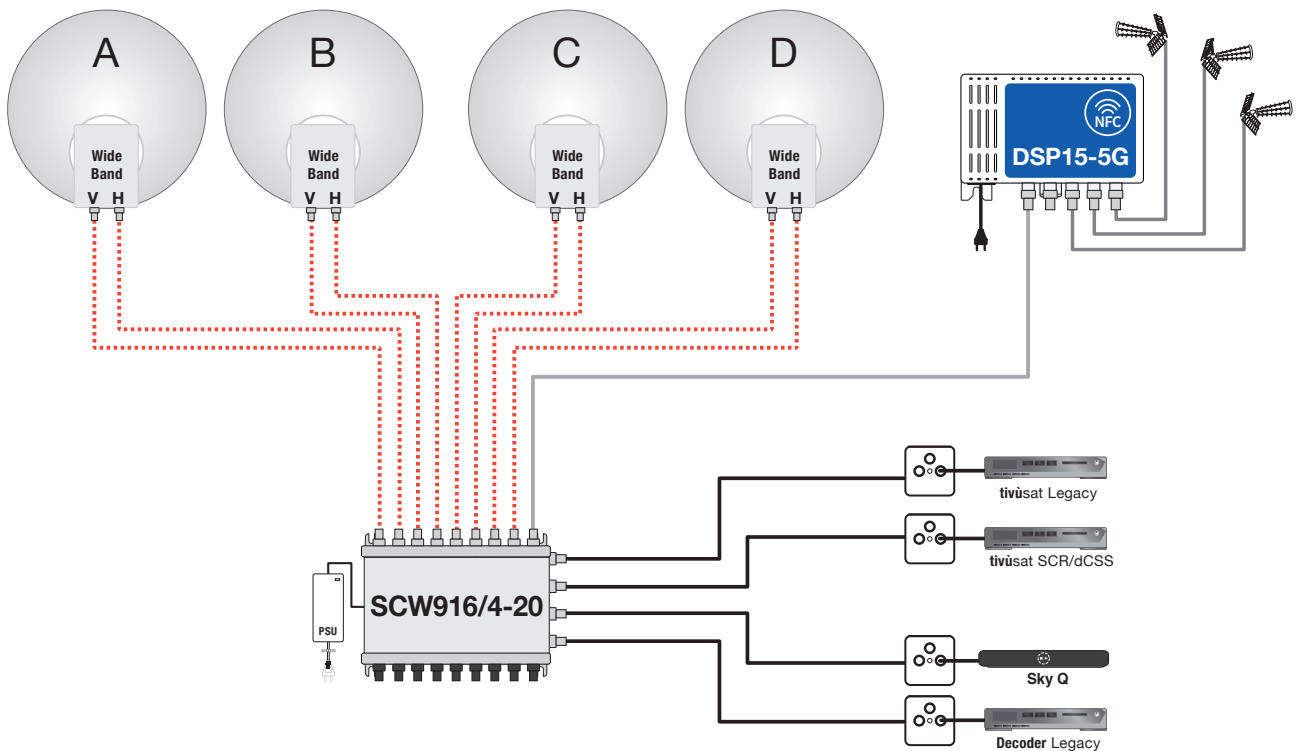 A
B
C
D
Wide
Band
V H
Wide
Band
V H
Wide
Band
V H
Wide
Band
V H
NFC
DSP15-5G
tivùsat Legacy
tivùsat SCR/dCSS
SCW916/4-20
PSU
Sky Q
Decoder Legacy